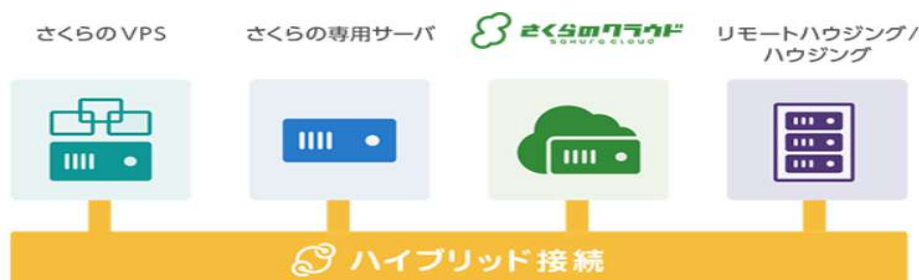 さくらのVPS
さくらの専用サーバ
さくらのクラウド
SAKURA CLOUD
リモートハウジング/
ハウジング
ハイブリッド接続